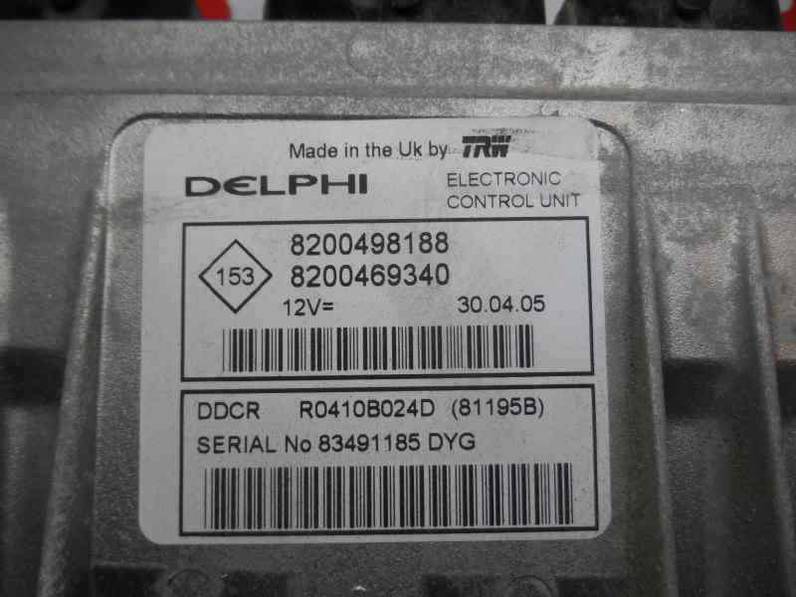 Made in the Uk by TRW
DELPHI ELECTRONIC
CONTROL UNIT
153
8200498188
8200469340
12V= 30.04.05
DDCR R0410B024D (81195B)
SERIAL No 83491185 DYG